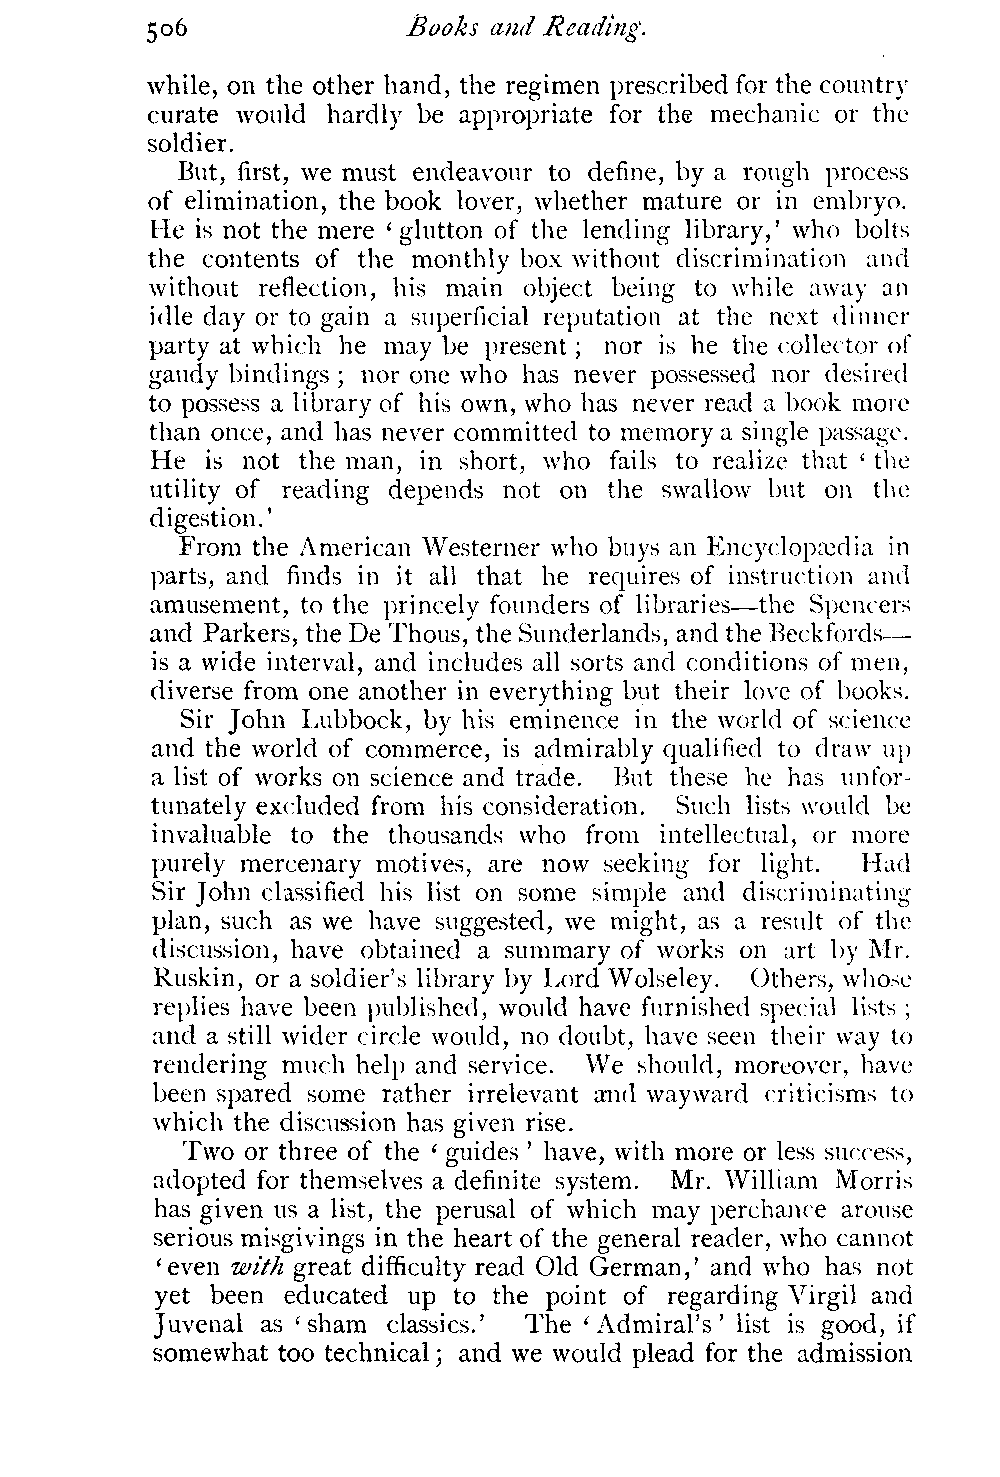 506 Books and Reading.
while, on the other hand, the regimen prescribed for the country
curate would hardly be appropriate for the mechanic or the
soldier.
But, first, we must endeavour to define, by a rough process
of elimination, the book lover, whether mature or in embryo.
He is not the mere ‘ glutton of the lending library,’ who bolts
the contents of the monthly box without discrimination and
without reflection, his main object being to while away an
idle day or to gain a superficial reputation at the next dinner
party at which he may be present ; nor is he the collector of
gaudy bindings ; nor one who has never possessed nor desired
to possess a library of his own, who has never read a book more
than once, and has never committed to memory a single passage.
He is not the man, in short, who fails to realize that ‘ the
utility of reading depends not on the swallow but on the
digestion.’
From the American Westerner who buys an Encyclopædia in
parts, and finds in it all that he requires of instruction and
amusement, to the princely founders of libraries—the Spencers
and Parkers, the De Thous, the Sunderlands, and the Beckfords—
is a wide interval, and includes all sorts and conditions of men,
diverse from one another in everything but their love of books.
Sir John Lubbock, by his eminence in the world of science
and the world of commerce, is admirably qualified to draw up
a list of works on science and trade. But these he has unfor-
tunately excluded from his consideration. Such lists would be
invaluable to the thousands who from intellectual, or more
purely mercenary motives, are now seeking for light. Had
Sir John classified his list on some simple and discriminating
plan, such as we have suggested, we might, as a result of the
discussion, have obtained a summary of works on art by Mr.
Ruskin, or a soldier’s library by Lord Wolseley. Others, whose
replies have been published, would have furnished special lists ;
and a still wider circle would, no doubt, have seen their way to
rendering much help and service. We should, moreover, have
been spared some rather irrelevant and wayward criticisms to
which the discussion has given rise.
Two or three of the ‘ guides ’ have, with more or less success,
adopted for themselves a definite system. Mr. William Morris
has given us a list, the perusal of which may perchance arouse
serious misgivings in the heart of the general reader, who cannot
‘ even with great difficulty read Old German,’ and who has not
yet been educated up to the point of regarding Virgil and
Juvenal as ‘ sham classics.’ The ‘ Admiral’s ’ list is good, if
somewhat too technical ; and we would plead for the admission